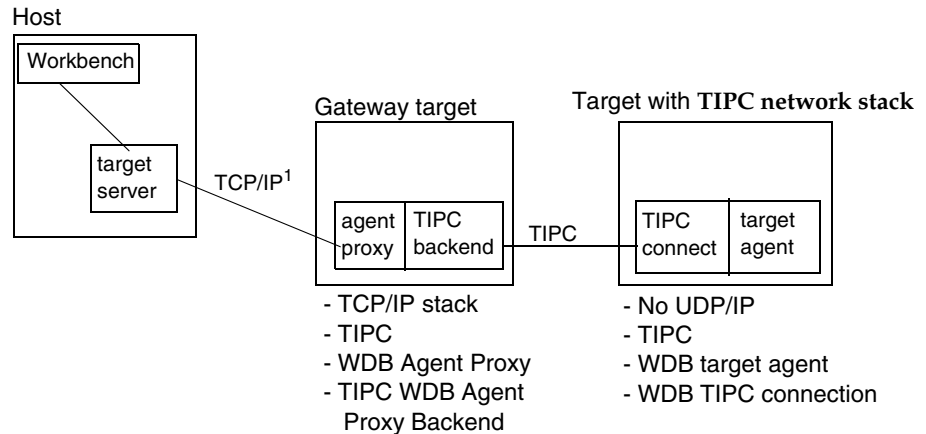 Host
Workbench
target
server
TCP/IP1
Gateway target
agent
proxy
TIPC
backend
TIPC
- TCP/IP stack
- TIPC
- WDB Agent Proxy
- TIPC WDB Agent
Proxy Backend
Target with TIPC network stack
TIPC
connect
target
agent
- No UDP/IP
- TIPC
- WDB target agent
- WDB TIPC connection